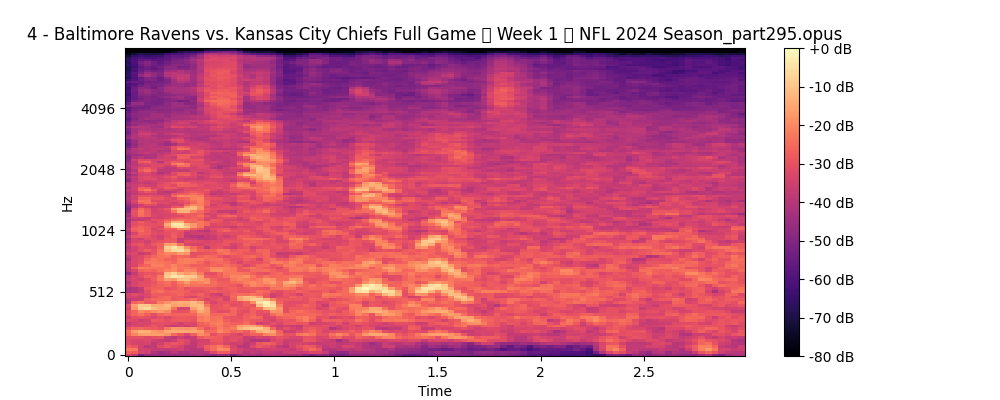 4 - Baltimore Ravens vs. Kansas City Chiefs Full Game ▯ Week 1 ▯ NFL 2024 Season_part295.opus
+0 dB
-10 dB
-20 dB
-30 dB
-40 dB
-50 dB
-60 dB
-70 dB
-80 dB
4096
2048
1024
512
0
Hz
0
0.5
1
1.5
2
2.5
Time